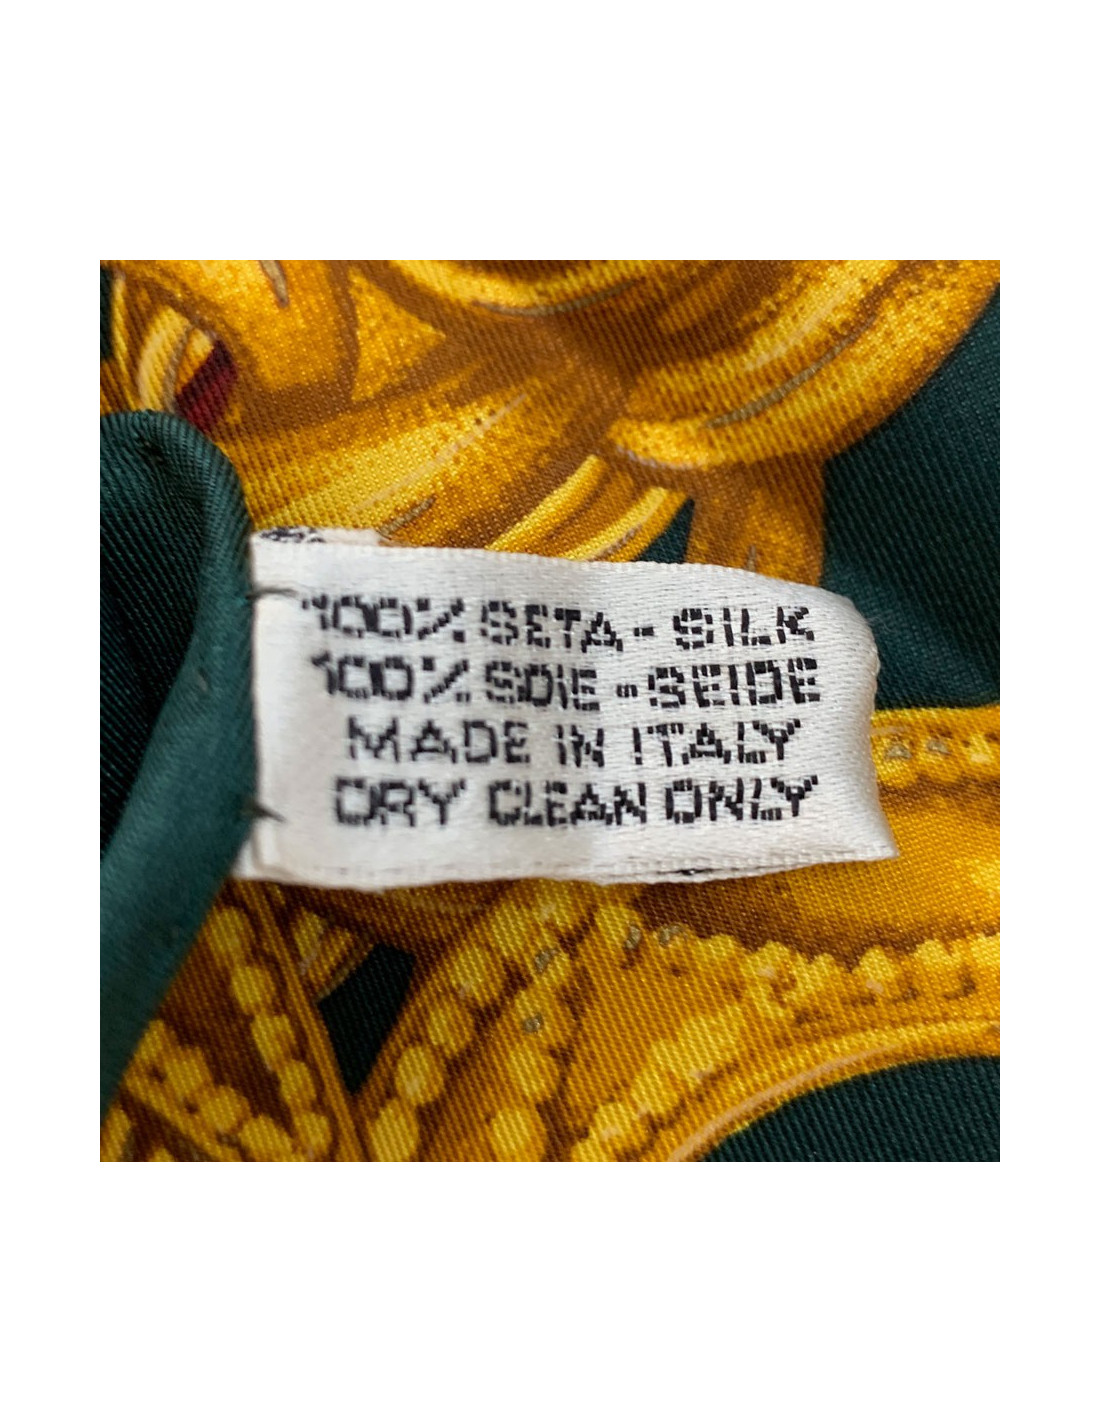 100% SETA - SILK
100% SOIE - SEIDE
MADE IN ITALY
DRY CLEAN ONLY